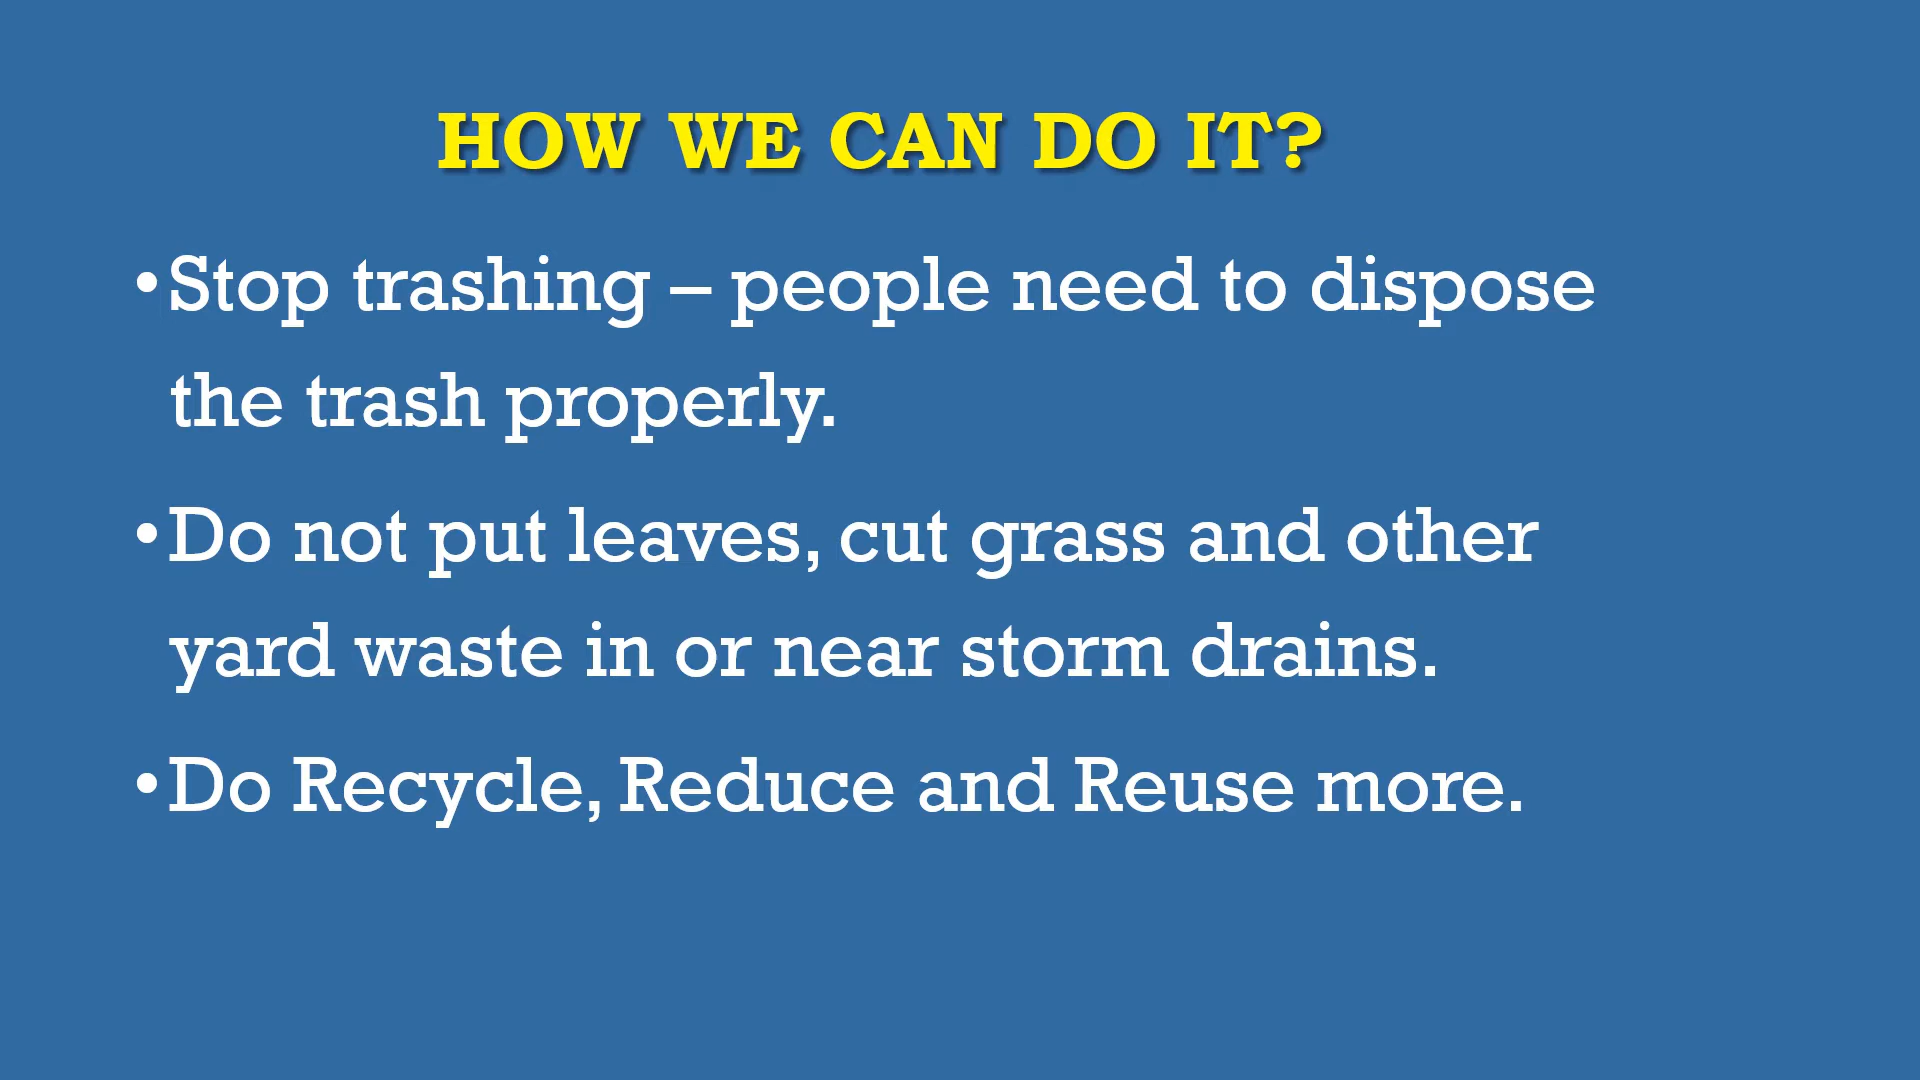 HOW WE CAN DO IT?
•Stop trashing – people need to dispose
the trash properly.
•Do not put leaves, cut grass and other
yard waste in or near storm drains.
•Do Recycle, Reduce and Reuse more.